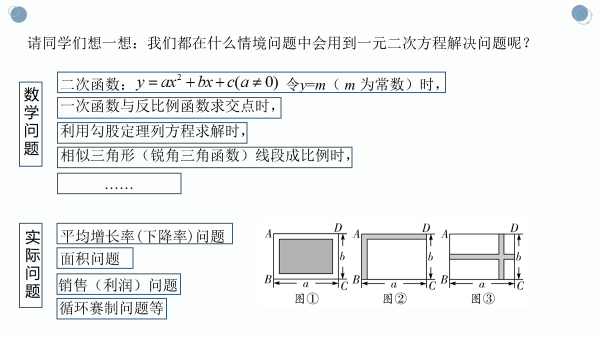 请同学们想一想：我们都在什么情境问题中会用到一元二次方程解决问题呢？
数学问题
二次函数：y = ax² + bx + c(a ≠ 0) 令y=m（ m 为常数）时，
一次函数与反比例函数求交点时，
利用勾股定理列方程求解时，
相似三角形（锐角三角函数）线段成比例时，
……
实际问题
平均增长率(下降率)问题
面积问题
销售（利润）问题
循环赛制问题等
A D
b
B a C
图①
A D
b
B a C
图②
A D
b
B a C
图③